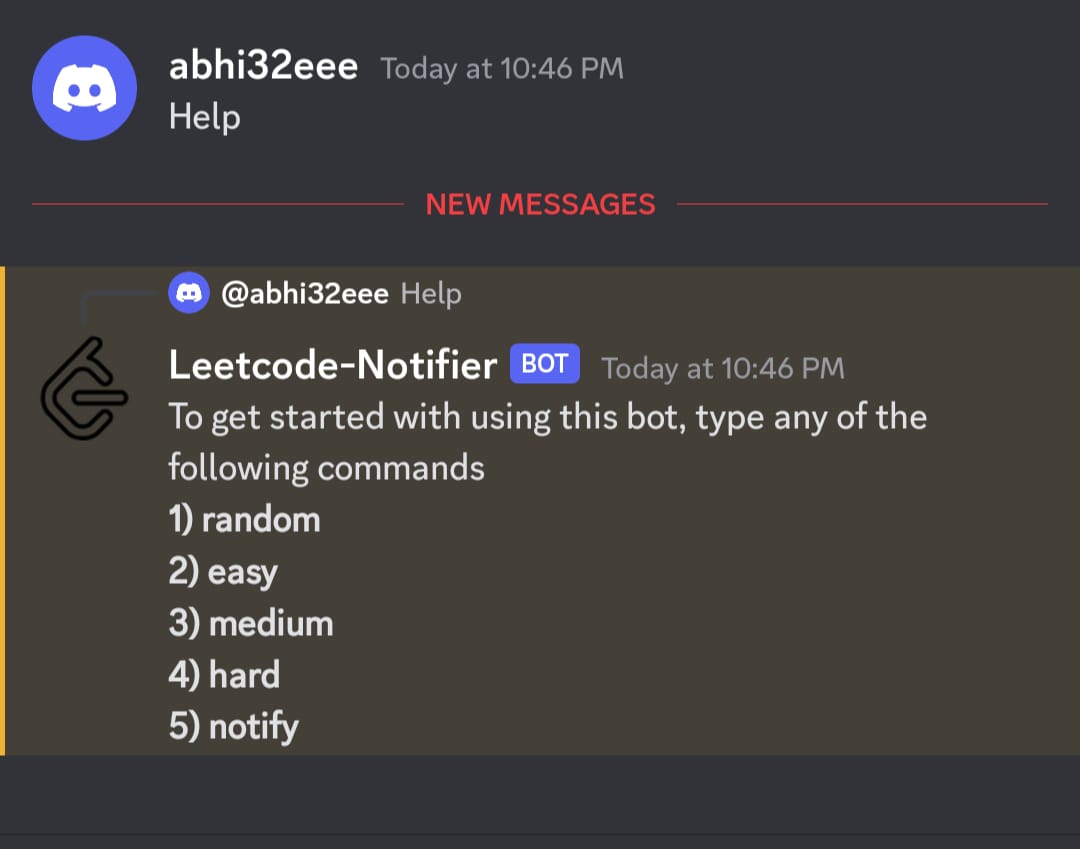 abhi32eee Today at 10:46 PM
Help
NEW MESSAGES
@abhi32eee Help
Leetcode-Notifier BOT Today at 10:46 PM
To get started with using this bot, type any of the
following commands
1) random
2) easy
3) medium
4) hard
5) notify